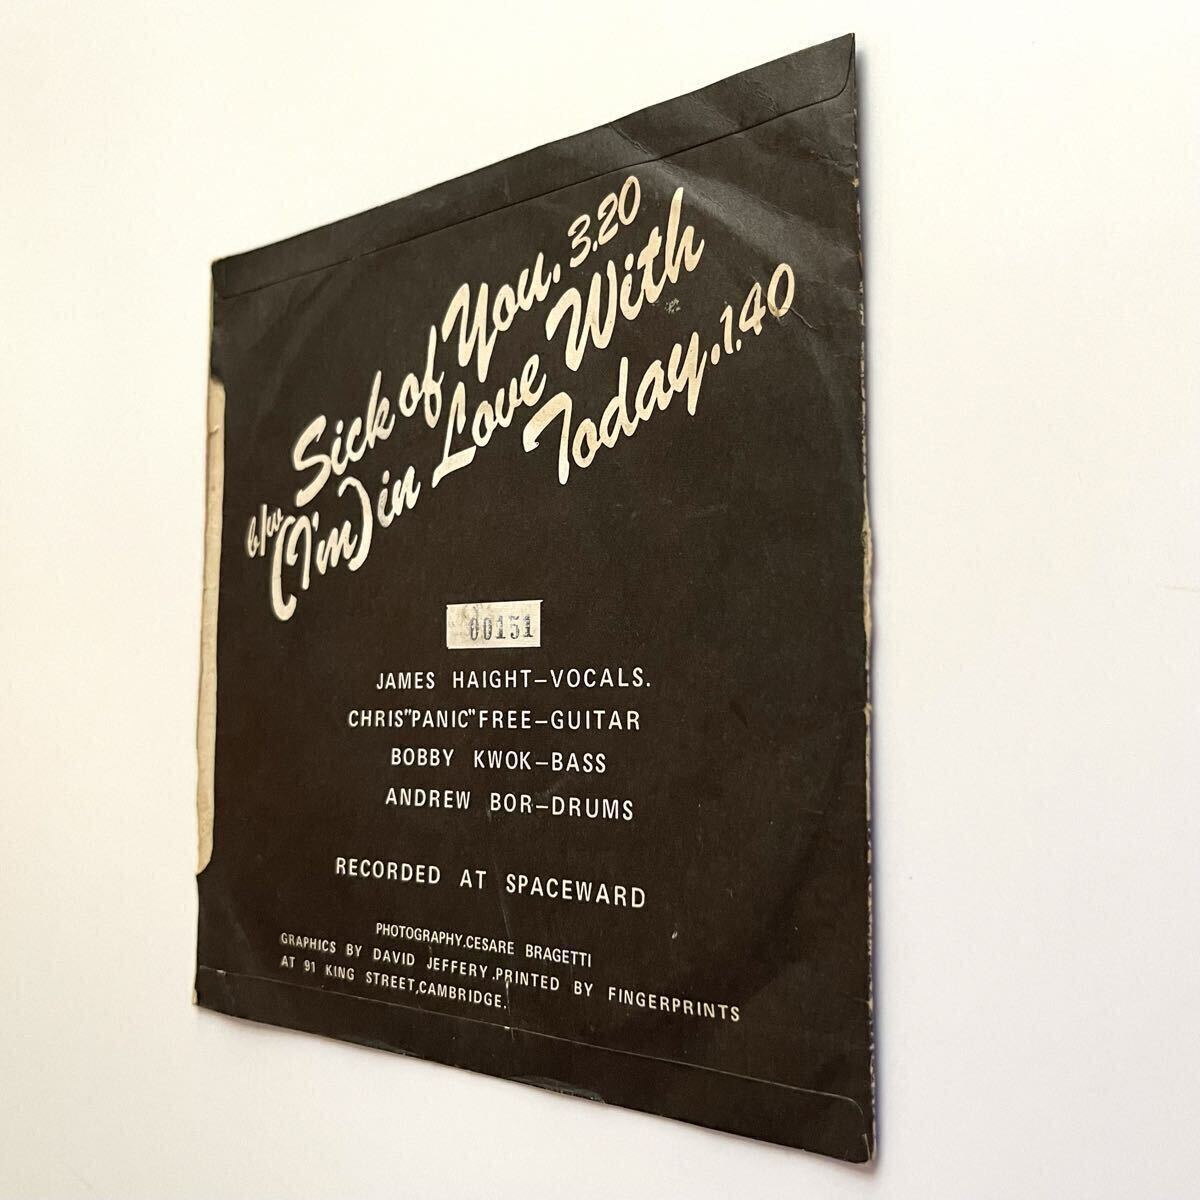 Sick of You. 3.20
b/w (I'm) in Love With
Today. 1.40
00151
JAMES HAIGHT–VOCALS.
CHRIS"PANIC"FREE–GUITAR
BOBBY KWOK–BASS
ANDREW BOR–DRUMS
RECORDED AT SPACEWARD
PHOTOGRAPHY.CESARE BRAGETTI
GRAPHICS BY DAVID JEFFERY.PRINTED BY FINGERPRINTS
AT 91 KING STREET,CAMBRIDGE.